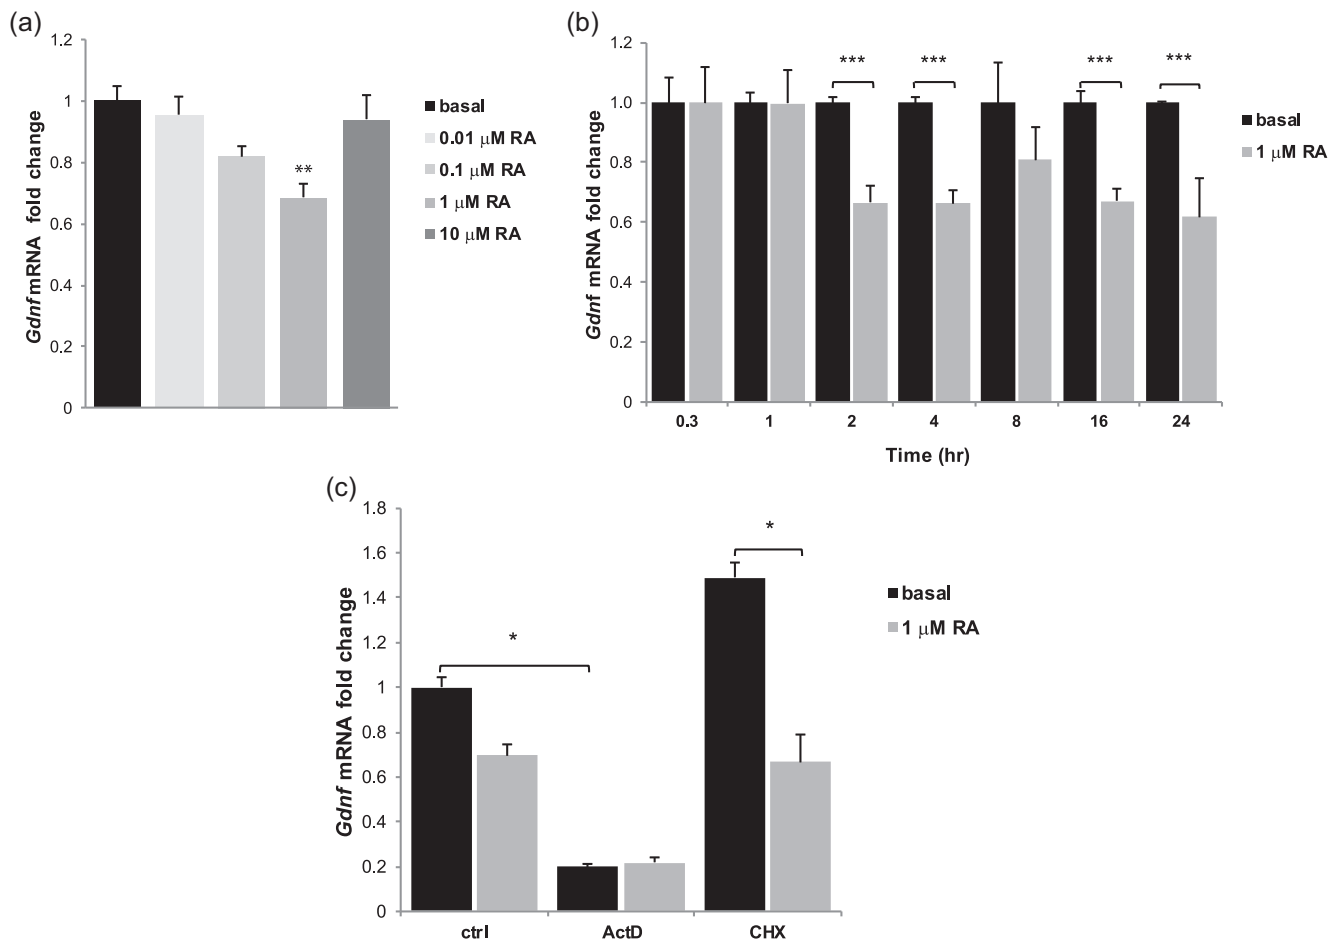 (a)
1.2
1
0.8
0.6
0.4
0.2
0
Gdnf mRNA fold change
**
basal
0.01 μM RA
0.1 μM RA
1 μM RA
10 μM RA
(b)
1.2
1.0
0.8
0.6
0.4
0.2
0
Gdnf mRNA fold change
*** *** *** ***
0.3 1 2 4 8 16 24
Time (hr)
basal
1 μM RA
(c)
1.8
1.6
1.4
1.2
1
0.8
0.6
0.4
0.2
0
Gdnf mRNA fold change
*
*
ctrl ActD CHX
basal
1 μM RA